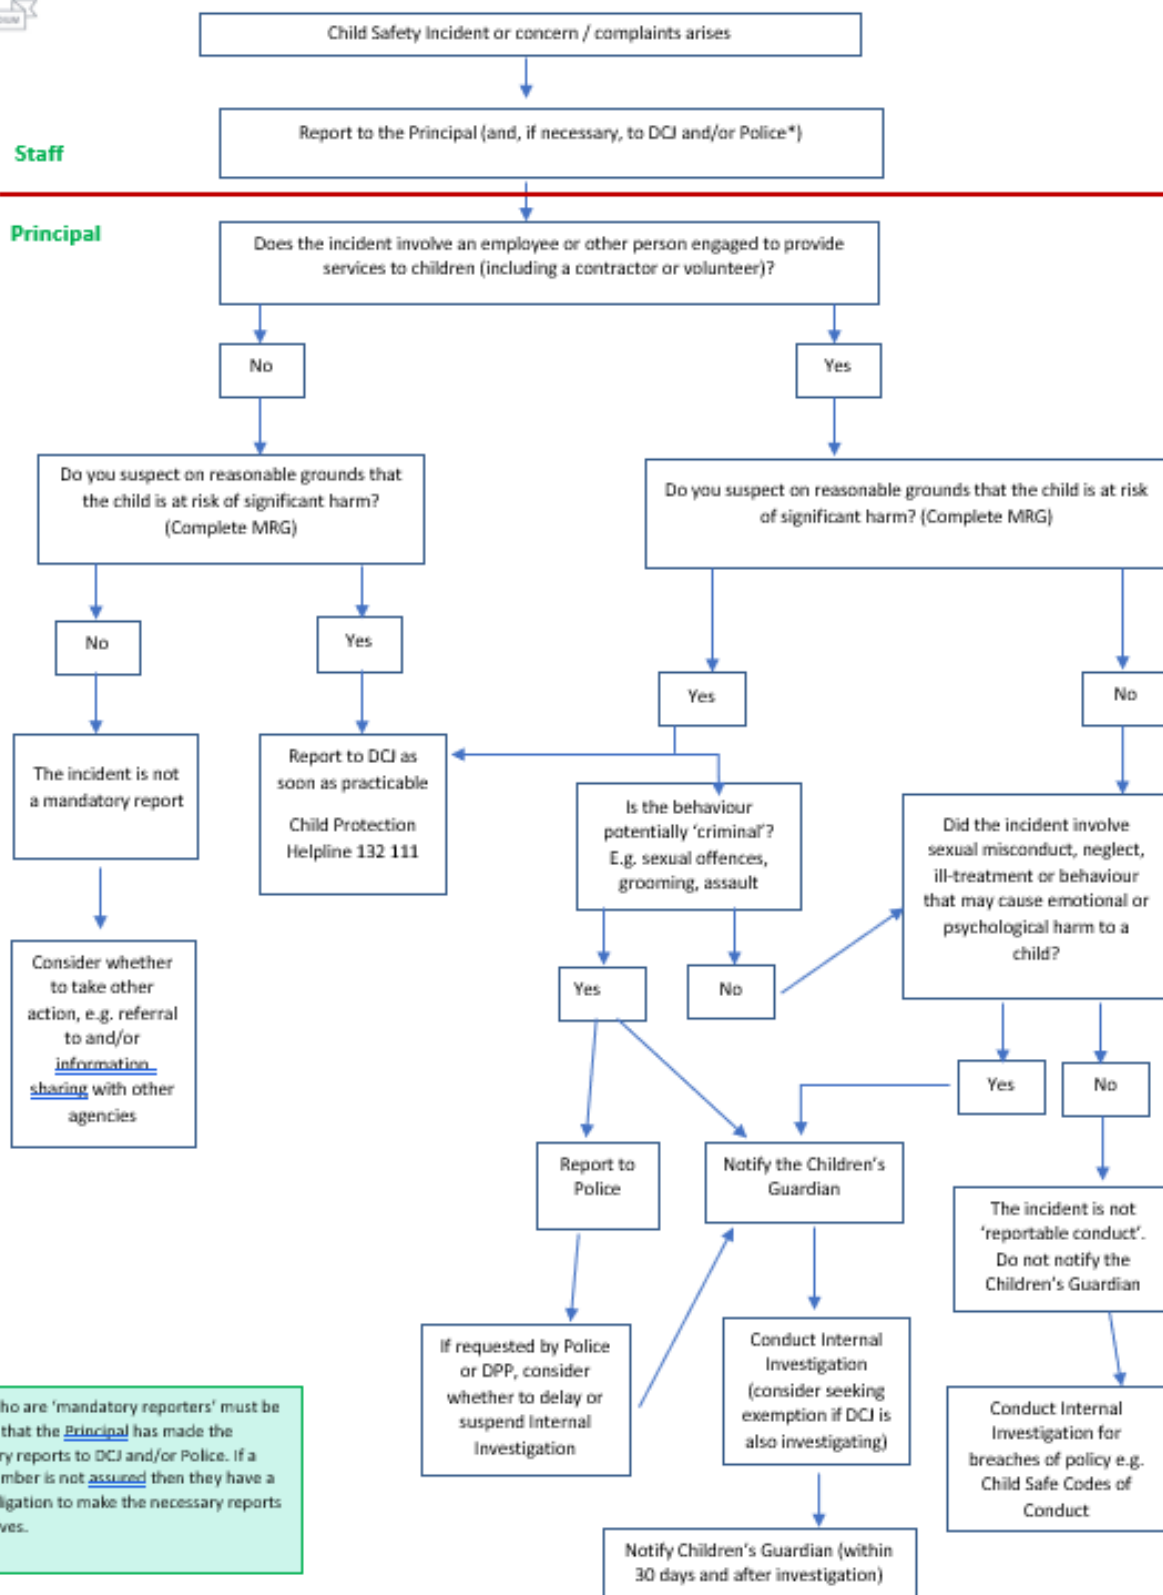 Child Safety Incident or concern / complaints arises
Report to the Principal (and, if necessary, to DCJ and/or Police*)
Staff
Principal
Does the incident involve an employee or other person engaged to provide
services to children (including a contractor or volunteer)?
No
Yes
Do you suspect on reasonable grounds that
the child is at risk of significant harm?
(Complete MRG)
Do you suspect on reasonable grounds that the child is at risk
of significant harm? (Complete MRG)
No
Yes
Yes
No
The incident is not
a mandatory report
Report to DCJ as
soon as practicable
Child Protection
Helpline 132 111
Is the behaviour
potentially ‘criminal’?
E.g. sexual offences,
grooming, assault
Did the incident involve
sexual misconduct, neglect,
ill-treatment or behaviour
that may cause emotional or
psychological harm to a
child?
Consider whether
to take other
action, e.g. referral
to and/or
information
sharing with other
agencies
Yes
No
Yes
No
Report to
Police
Notify the Children’s
Guardian
The incident is not
‘reportable conduct’.
Do not notify the
Children’s Guardian
If requested by Police
or DPP, consider
whether to delay or
suspend Internal
Investigation
Conduct Internal
Investigation
(consider seeking
exemption if DCJ is
also investigating)
Conduct Internal
Investigation for
breaches of policy e.g.
Child Safe Codes of
Conduct
ho are ‘mandatory reporters’ must be
that the Principal has made the
ry reports to DCJ and/or Police. If a
mber is not assured then they have a
ligation to make the necessary reports
ves.
Notify Children’s Guardian (within
30 days and after investigation)